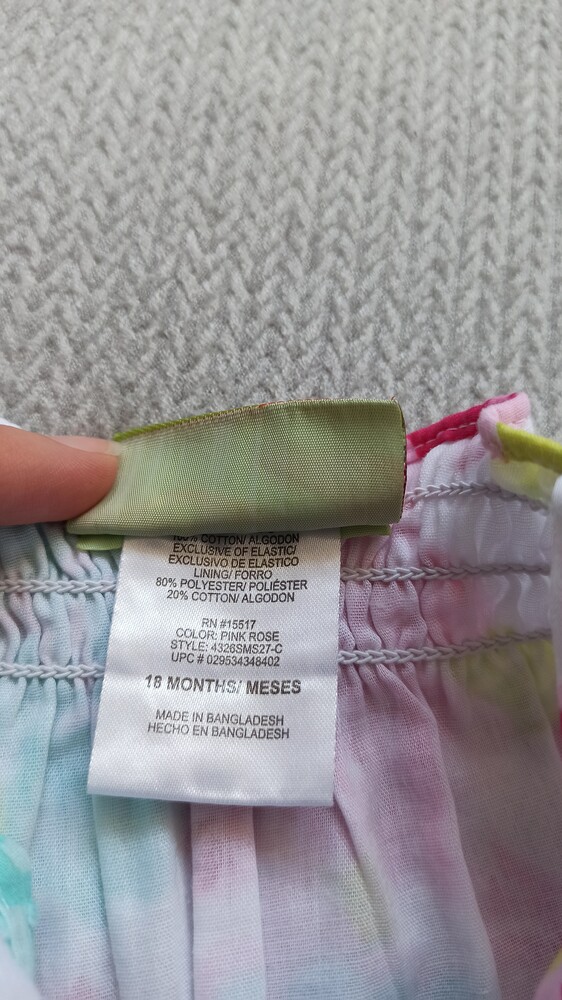 100% COTTON/ ALGODON
EXCLUSIVE OF ELASTIC/
EXCLUSIVO DE ELASTICO
LINING/ FORRO
80% POLYESTER/ POLIÉSTER
20% COTTON/ ALGODON
RN #15517
COLOR: PINK ROSE
STYLE: 4326SMS27-C
UPC # 029534348402
18 MONTHS/ MESES
MADE IN BANGLADESH
HECHO EN BANGLADESH